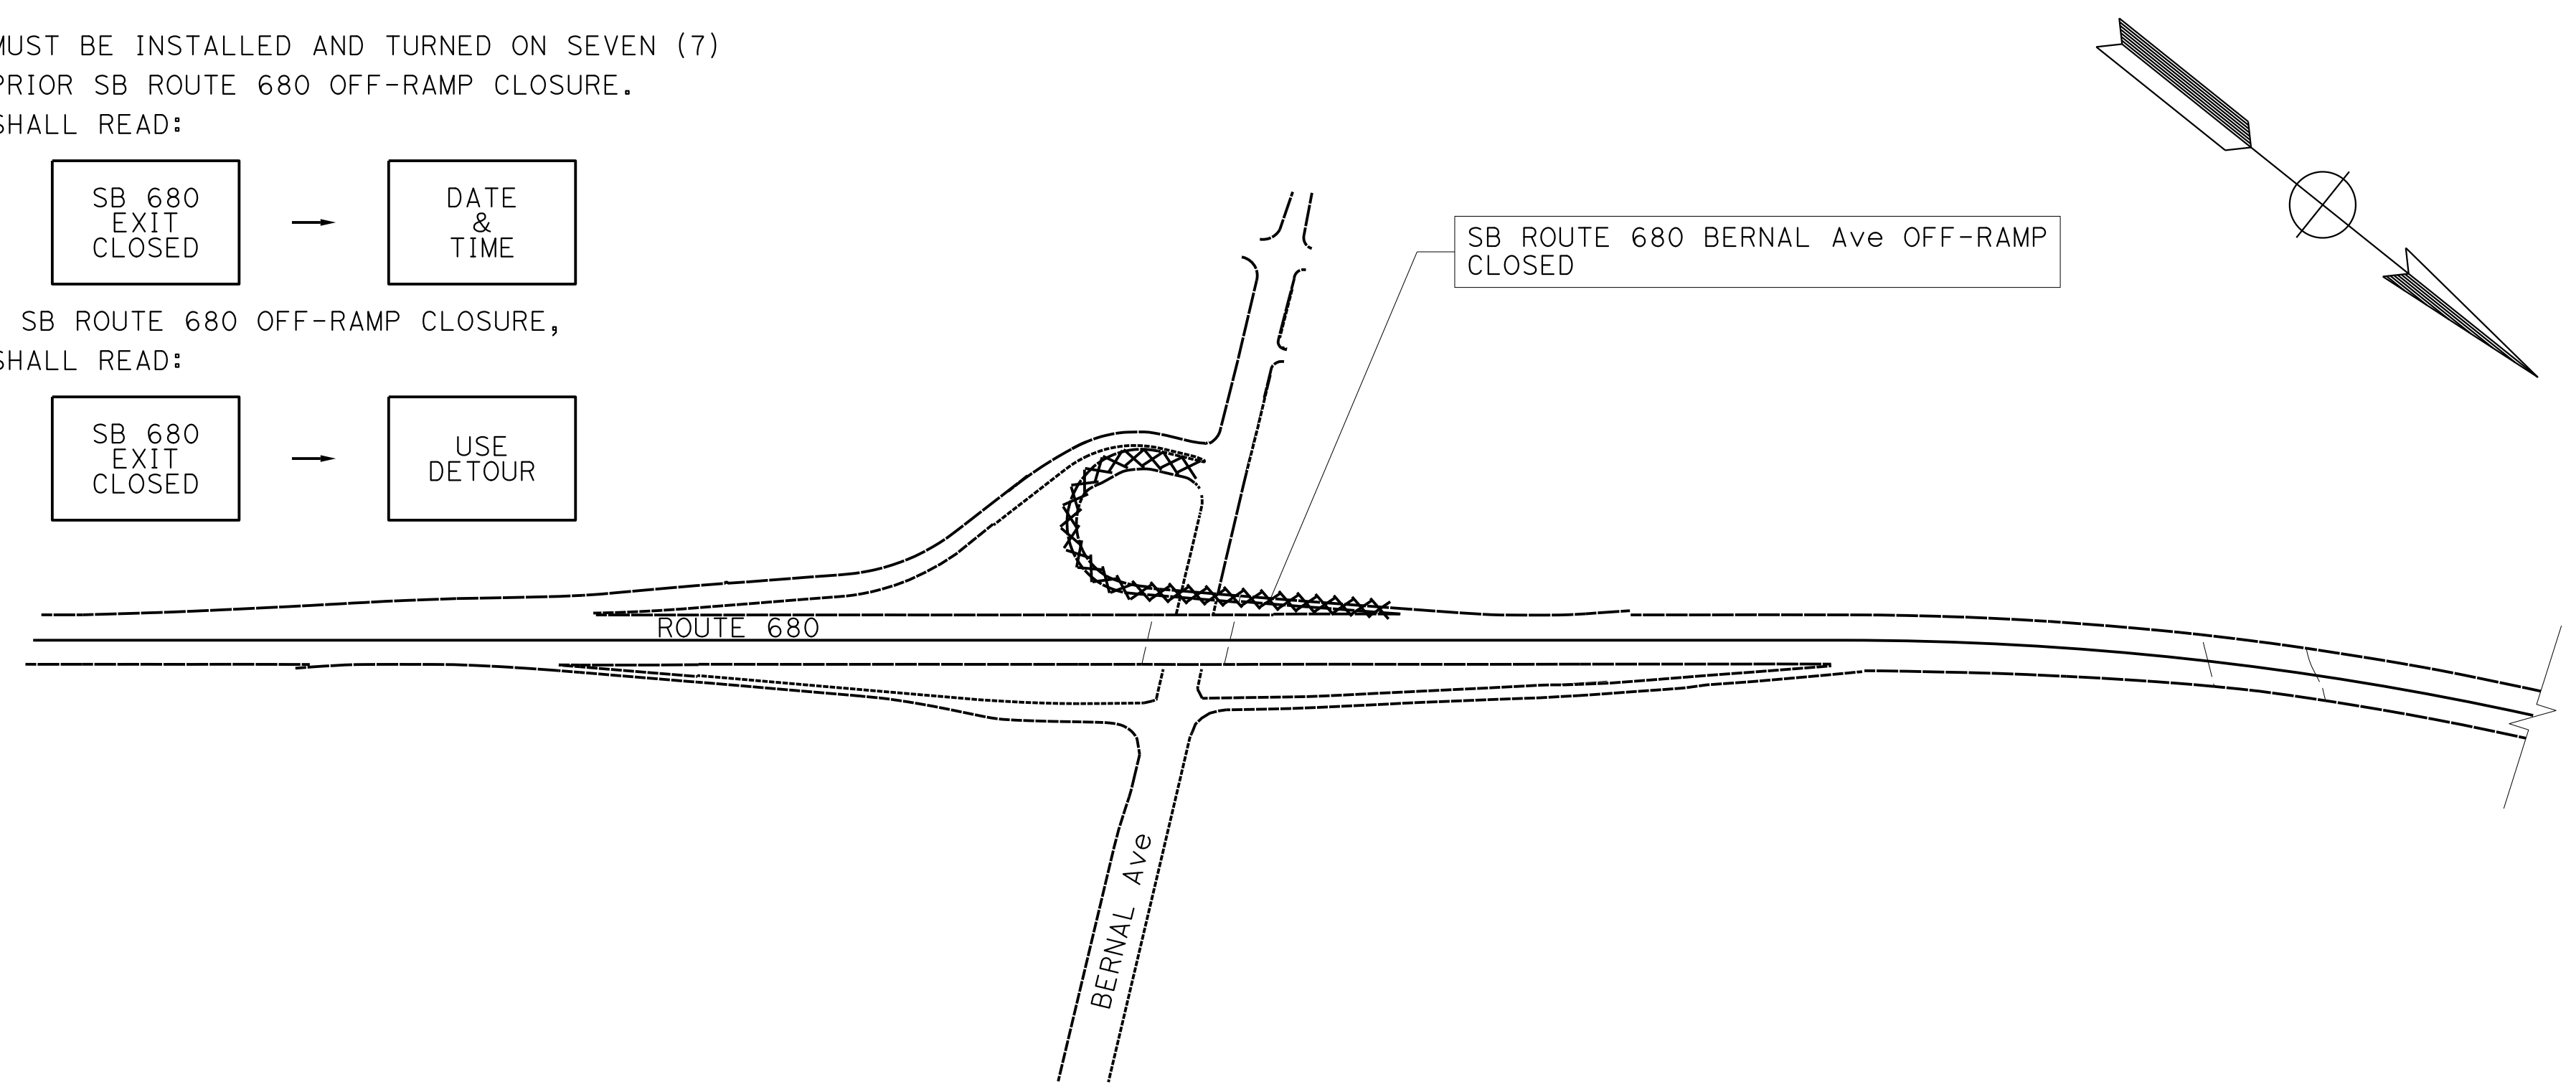 MUST BE INSTALLED AND TURNED ON SEVEN (7)
PRIOR SB ROUTE 680 OFF-RAMP CLOSURE.
SHALL READ:
SB 680
EXIT
CLOSED
DATE
&
TIME
SB ROUTE 680 OFF-RAMP CLOSURE,
SHALL READ:
SB 680
EXIT
CLOSED
USE
DETOUR
SB ROUTE 680 BERNAL Ave OFF-RAMP
CLOSED
ROUTE 680
BERNAL Ave